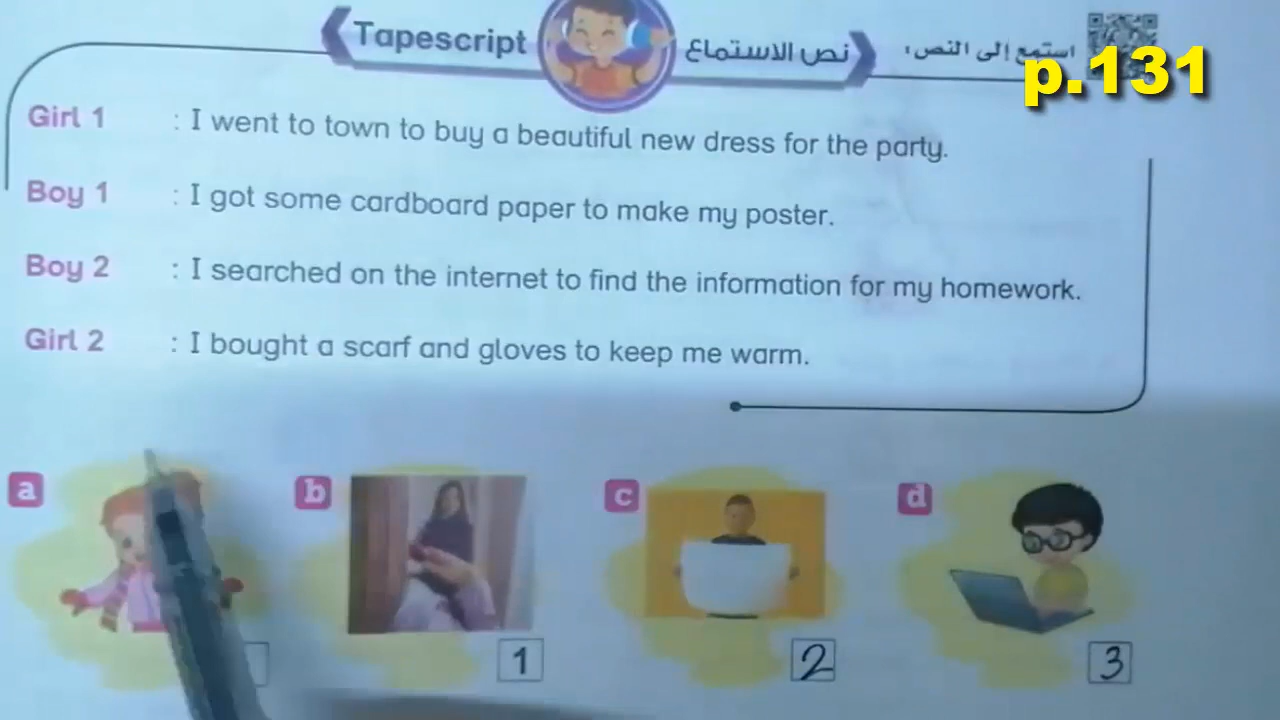 Tapescript
نص الاستماع
استمع إلى النص:
p.131
Girl 1 : I went to town to buy a beautiful new dress for the party.
Boy 1 : I got some cardboard paper to make my poster.
Boy 2 : I searched on the internet to find the information for my homework.
Girl 2 : I bought a scarf and gloves to keep me warm.
a b c d
1 2 3